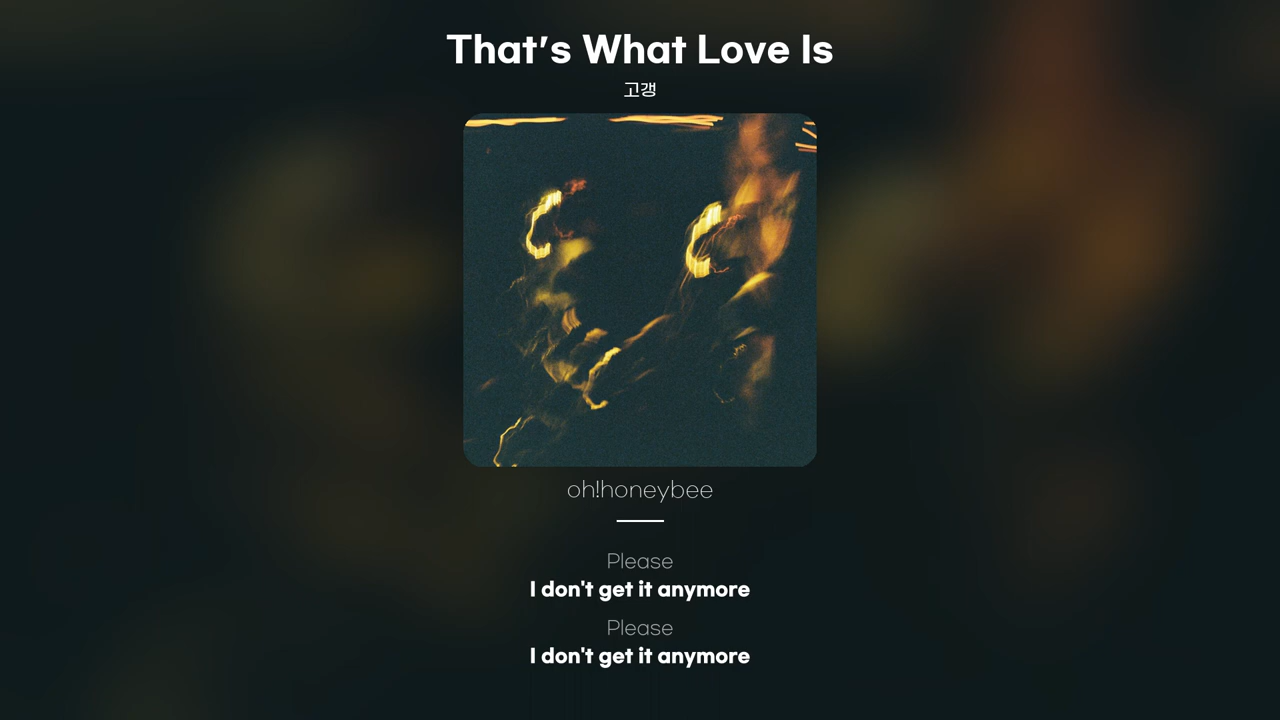 That's What Love Is
고갱
oh!honeybee
Please
I don't get it anymore
Please
I don't get it anymore